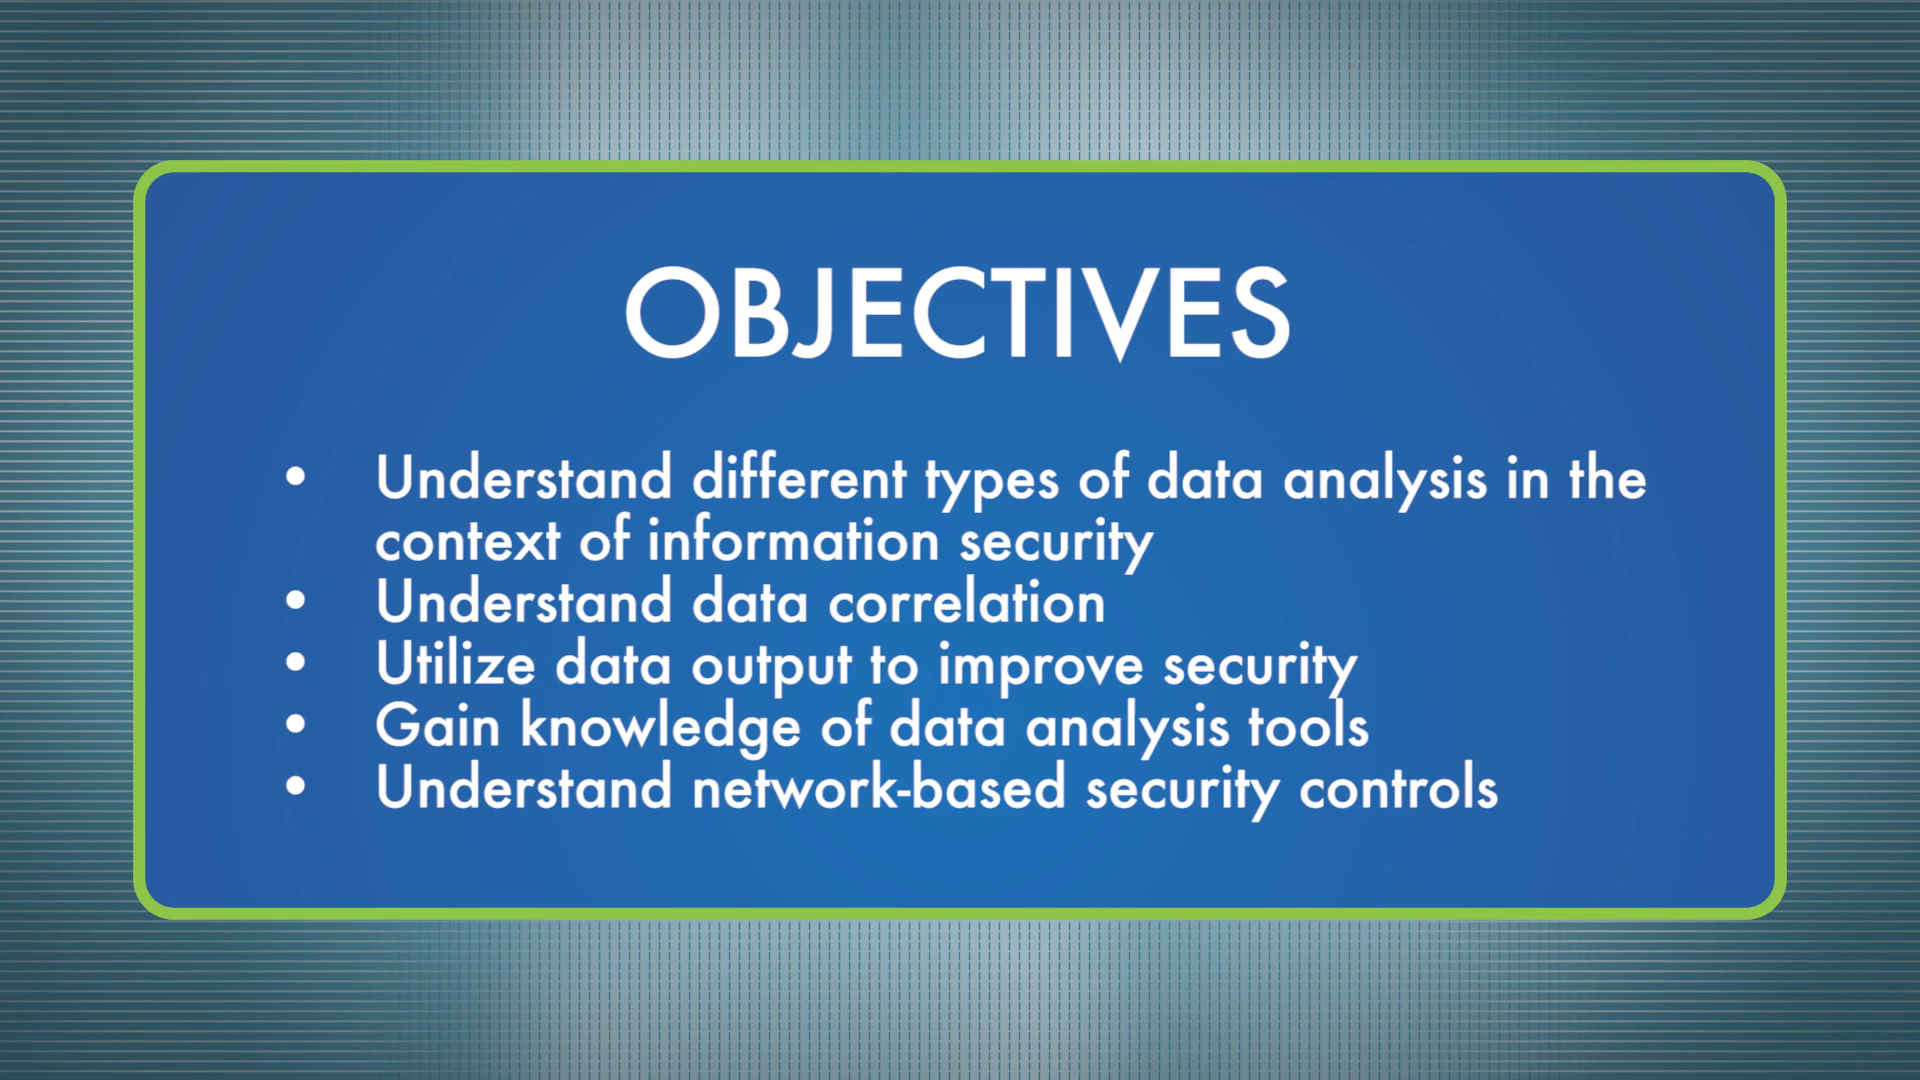 OBJECTIVES
• Understand different types of data analysis in the
context of information security
• Understand data correlation
• Utilize data output to improve security
• Gain knowledge of data analysis tools
• Understand network-based security controls